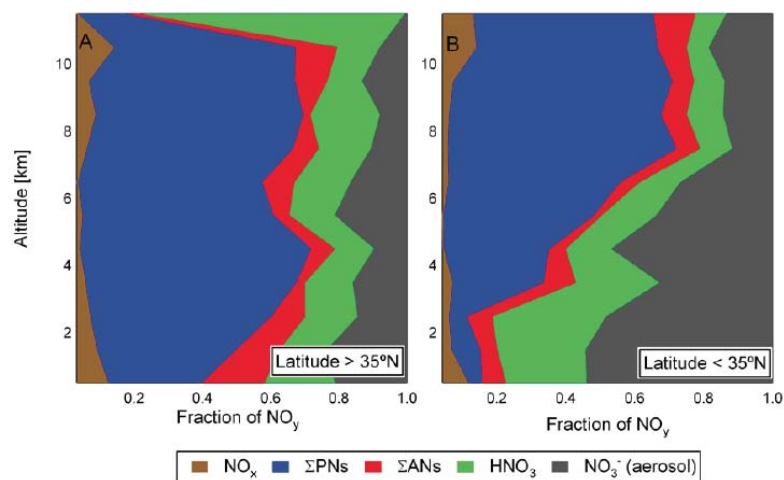 A
B
10
8
6
4
2
10
8
6
4
2
Altitude [km]
Latitude > 35ºN
Latitude < 35ºN
0.2 0.4 0.6 0.8 1.0
0.2 0.4 0.6 0.8 1.0
Fraction of NOy
Fraction of NOy
NOx ΣPNs ΣANs HNO3 NO3- (aerosol)